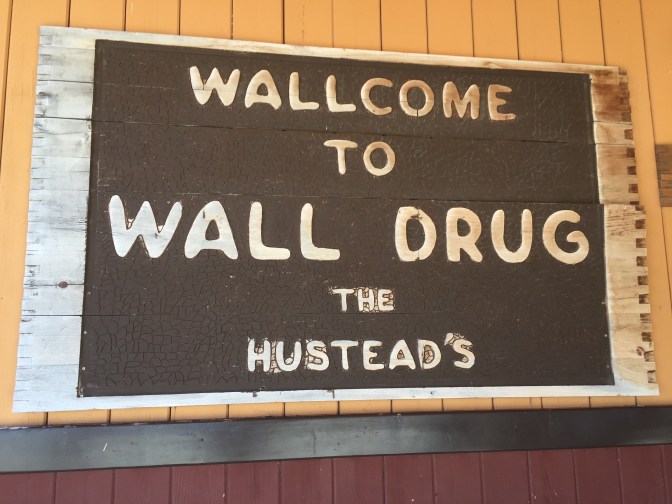 WALLCOME
TO
WALL DRUG
THE
HUSTEAD'S